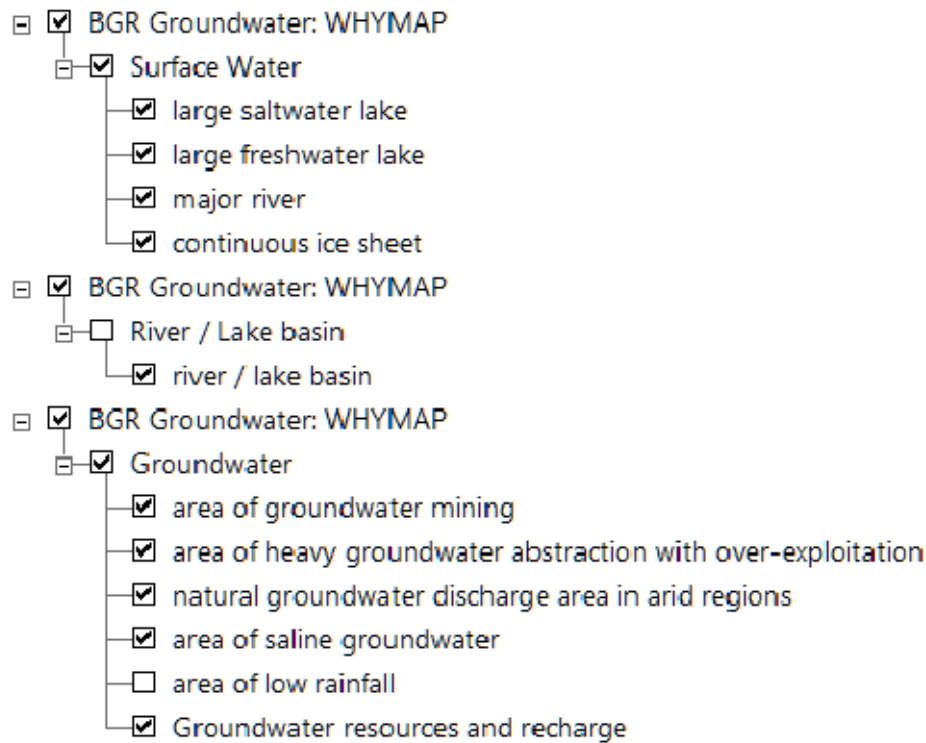 BGR Groundwater: WHYMAP
Surface Water
large saltwater lake
large freshwater lake
major river
continuous ice sheet
BGR Groundwater: WHYMAP
River / Lake basin
river / lake basin
BGR Groundwater: WHYMAP
Groundwater
area of groundwater mining
area of heavy groundwater abstraction with over-exploitation
natural groundwater discharge area in arid regions
area of saline groundwater
area of low rainfall
Groundwater resources and recharge